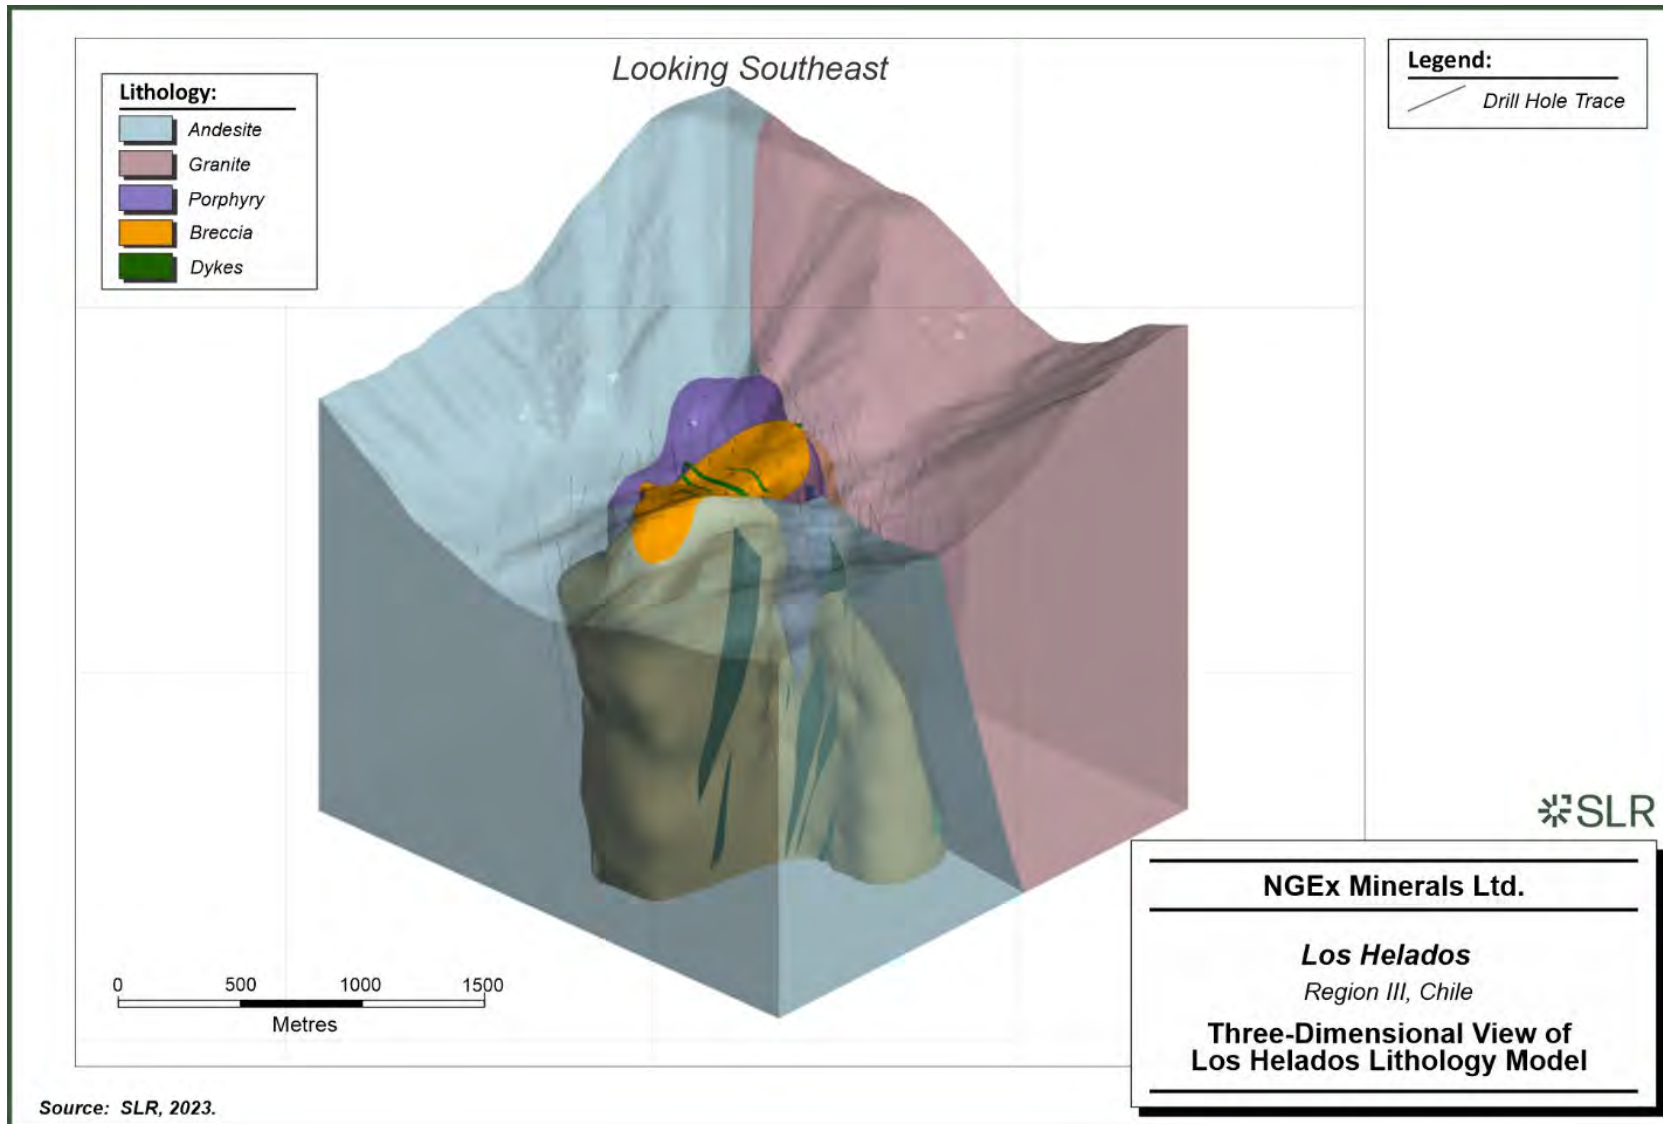 Looking Southeast
Lithology:
Andesite
Granite
Porphyry
Breccia
Dykes
Legend:
Drill Hole Trace
0 500 1000 1500
Metres
SLR
NGEx Minerals Ltd.
Los Helados
Region III, Chile
Three-Dimensional View of
Los Helados Lithology Model
Source: SLR, 2023.